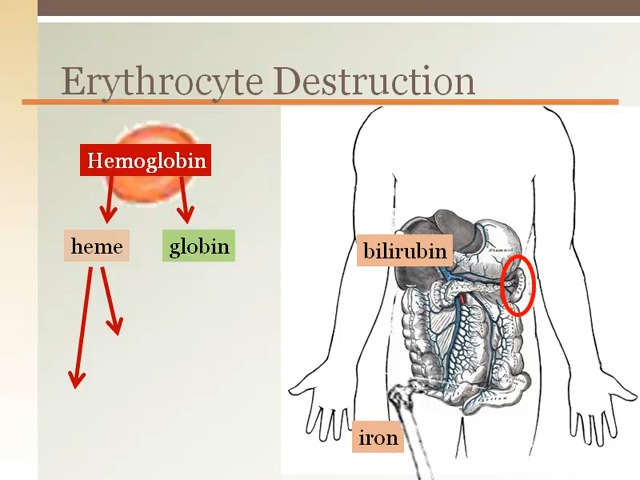 Erythrocyte Destruction
Hemoglobin
heme
globin
bilirubin
iron